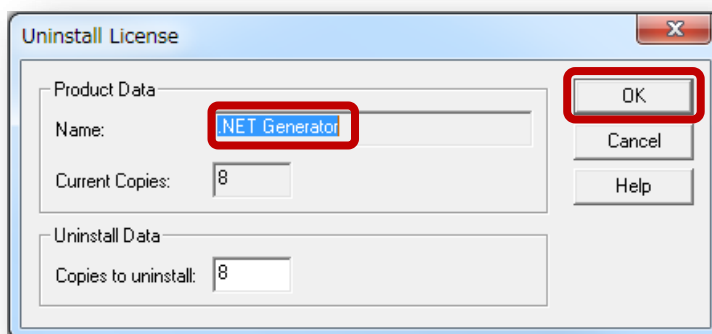 Uninstall License
Product Data
Name: .NET Generator
Current Copies: 8
Uninstall Data
Copies to uninstall: 8
OK
Cancel
Help